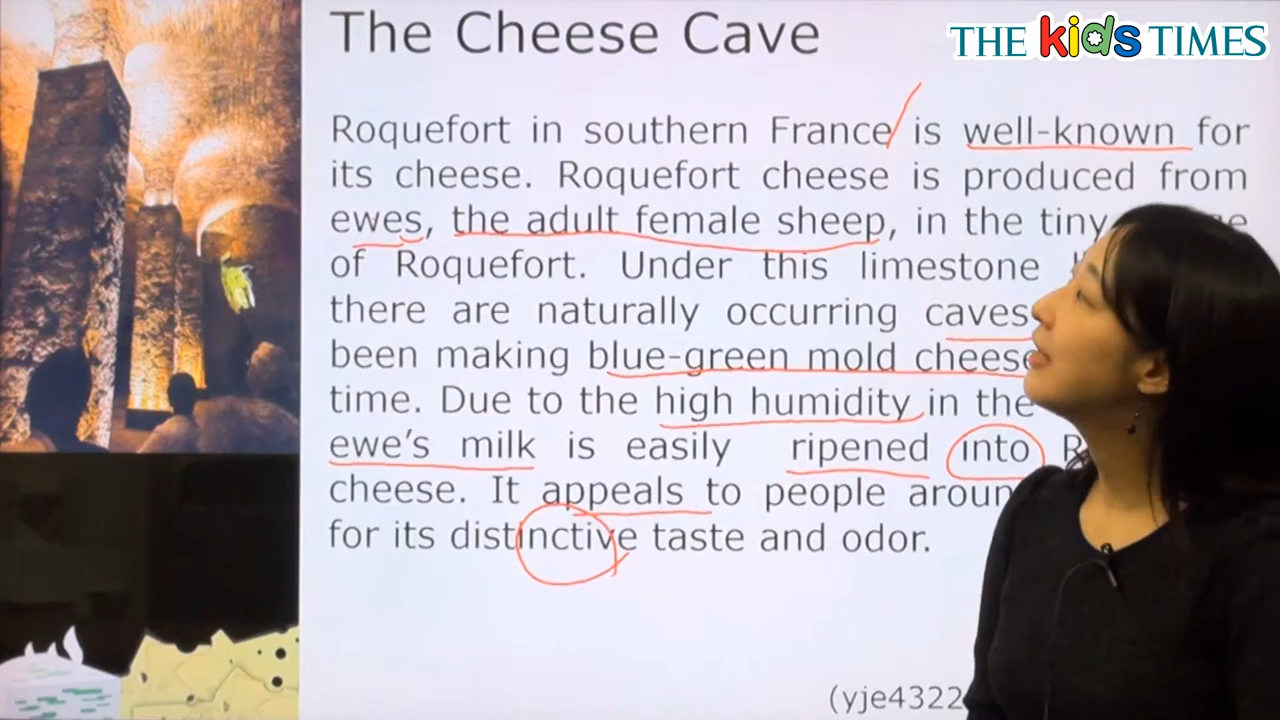 The Cheese Cave
THE kids TIMES
Roquefort in southern France is well-known for
its cheese. Roquefort cheese is produced from
ewes, the adult female sheep, in the tiny
of Roquefort. Under this limestone
there are naturally occurring caves
been making blue-green mold cheese
time. Due to the high humidity in the
ewe's milk is easily ripened into
cheese. It appeals to people
for its distinctive taste and odor.
(yje4322